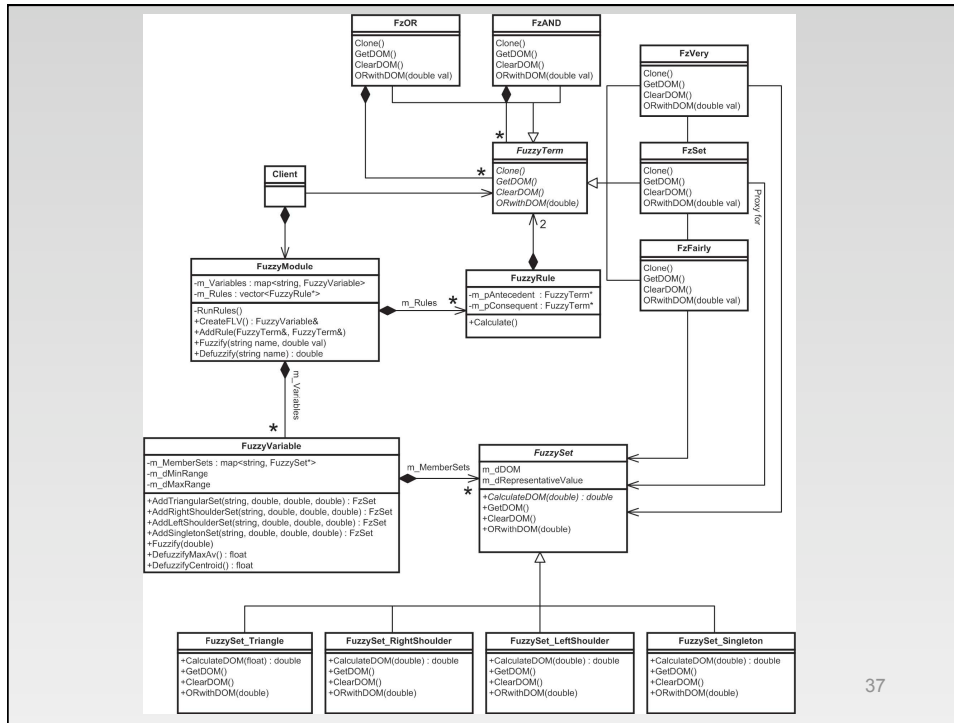 FzOR
Clone()
GetDOM()
ClearDOM()
ORwithDOM(double val)
FzAND
Clone()
GetDOM()
ClearDOM()
ORwithDOM(double val)
FzVery
Clone()
GetDOM()
ClearDOM()
ORwithDOM(double val)
*
*
FuzzyTerm
Clone()
GetDOM()
ClearDOM()
ORwithDOM(double)
2
FzSet
Clone()
GetDOM()
ClearDOM()
ORwithDOM(double val)
Proxy for
FzFairly
Clone()
GetDOM()
ClearDOM()
ORwithDOM(double val)
Client
FuzzyModule
-m_Variables : map<string, FuzzyVariable>
-m_Rules : vector<FuzzyRule*>
-RunRules()
+CreateFLV() : FuzzyVariable&
+AddRule(FuzzyTerm&, FuzzyTerm&)
+Fuzzify(string name, double val)
+Defuzzify(string name) : double
m_Rules
*
FuzzyRule
-m_pAntecedent : FuzzyTerm*
-m_pConsequent : FuzzyTerm*
+Calculate()
m_Variables
*
FuzzyVariable
-m_MemberSets : map<string, FuzzySet*>
-m_dMinRange
-m_dMaxRange
+AddTriangularSet(string, double, double, double) : FzSet
+AddRightShoulderSet(string, double, double, double) : FzSet
+AddLeftShoulderSet(string, double, double, double) : FzSet
+AddSingletonSet(string, double, double, double) : FzSet
+Fuzzify(double)
+DefuzzifyMaxAv() : float
+DefuzzifyCentroid() : float
m_MemberSets
*
FuzzySet
m_dDOM
m_dRepresentativeValue
+CalculateDOM(double) : double
+GetDOM()
+ClearDOM()
+ORwithDOM(double)
FuzzySet_Triangle
+CalculateDOM(float) : double
+GetDOM()
+ClearDOM()
+ORwithDOM(double)
FuzzySet_RightShoulder
+CalculateDOM(double) : double
+GetDOM()
+ClearDOM()
+ORwithDOM(double)
FuzzySet_LeftShoulder
+CalculateDOM(double) : double
+GetDOM()
+ClearDOM()
+ORwithDOM(double)
FuzzySet_Singleton
+CalculateDOM(double) : double
+GetDOM()
+ClearDOM()
+ORwithDOM(double)
37